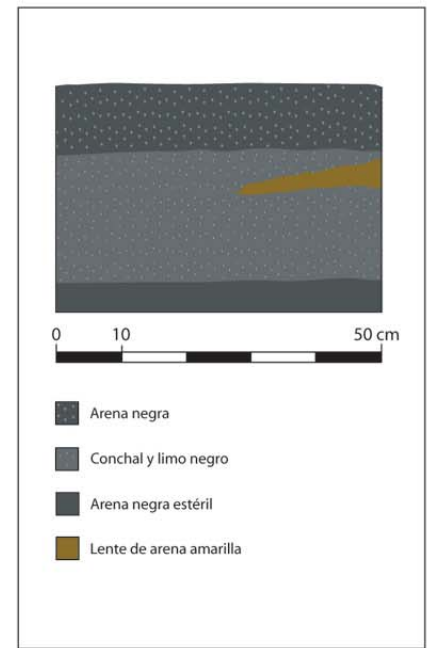 0 10 50 cm
Arena negra
Conchal y limo negro
Arena negra estéril
Lente de arena amarilla